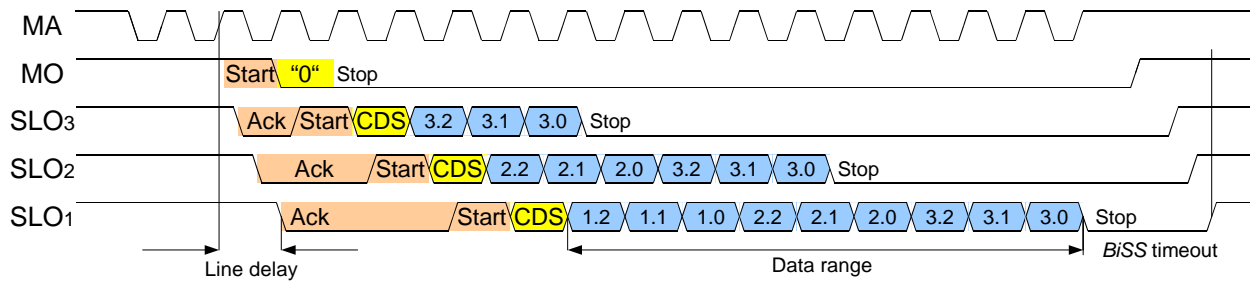 MA
MO Start “0“ Stop
SLO3 Ack Start CDS 3.2 3.1 3.0 Stop
SLO2 Ack Start CDS 2.2 2.1 2.0 3.2 3.1 3.0 Stop
SLO1 Ack Start CDS 1.2 1.1 1.0 2.2 2.1 2.0 3.2 3.1 3.0 Stop
Line delay Data range BiSS timeout